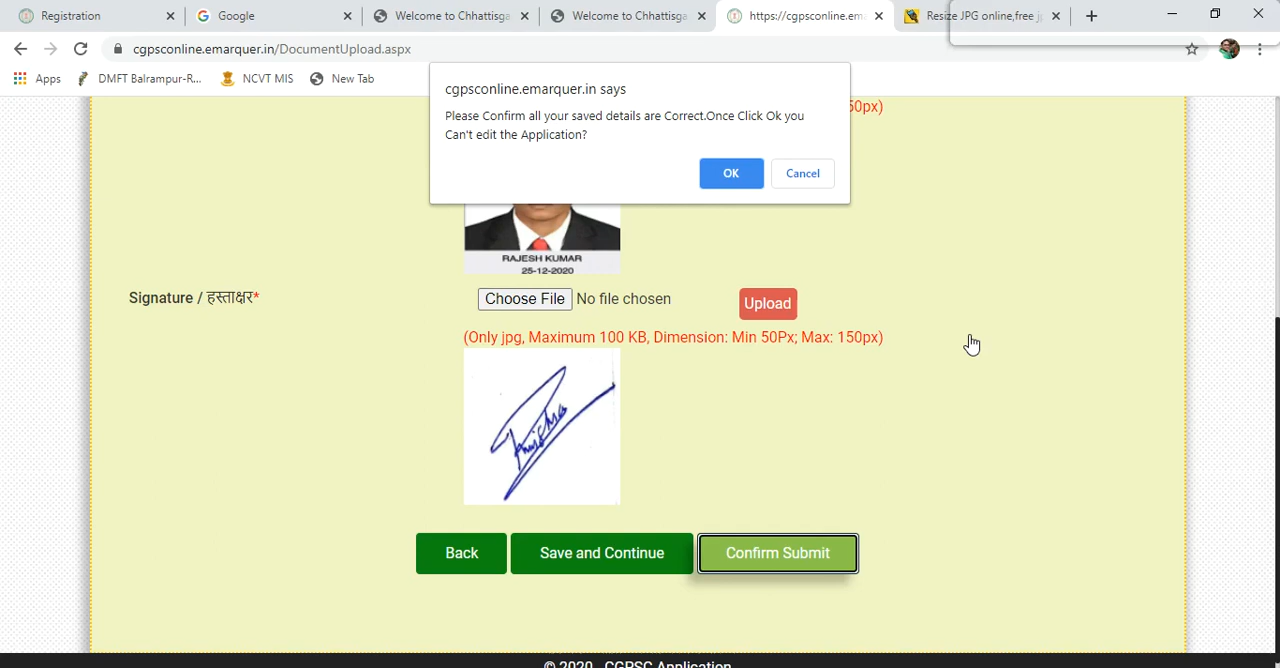 Registration
Google
Welcome to Chhattisga
Welcome to Chhattisga
https://cgpsconline.em
Resize JPG online,free
cgpsconline.emarquer.in/DocumentUpload.aspx
Apps
DMFT Balrampur-R...
NCVT MIS
New Tab
cgpsconline.emarquer.in says
Please Confirm all your saved details are Correct.Once Click Ok you
Can't edit the Application?
OK
Cancel
50px)
RAJESH KUMAR
25-12-2020
Signature / हस्ताक्षर*
Choose File No file chosen
Upload
(Only jpg, Maximum 100 KB, Dimension: Min 50Px; Max: 150px)
Back
Save and Continue
Confirm Submit
© 2020 CGPSC Application